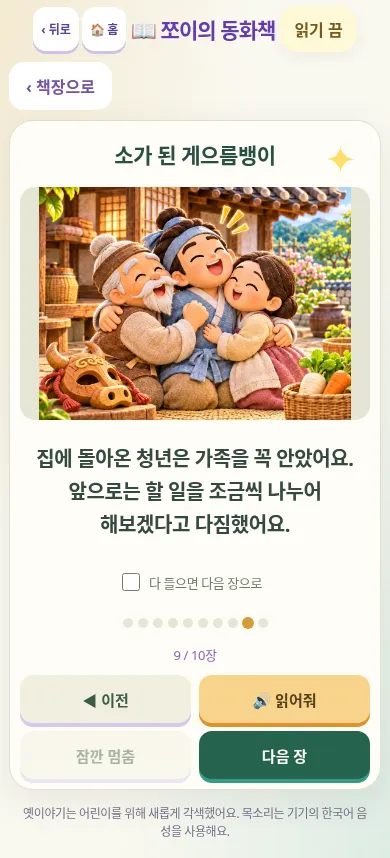 ‹ 뒤로 🏠 홈 📖 쪼이의 동화책 읽기 끔
‹ 책장으로
소가 된 게으름뱅이
집에 돌아온 청년은 가족을 꼭 안았어요.
앞으로는 할 일을 조금씩 나누어
해보겠다고 다짐했어요.
다 들으면 다음 장으로
9 / 10장
◀ 이전 🔊 읽어줘
잠깐 멈춤 다음 장
옛이야기는 어린이를 위해 새롭게 각색했어요. 목소리는 기기의 한국어 음
성을 사용해요.